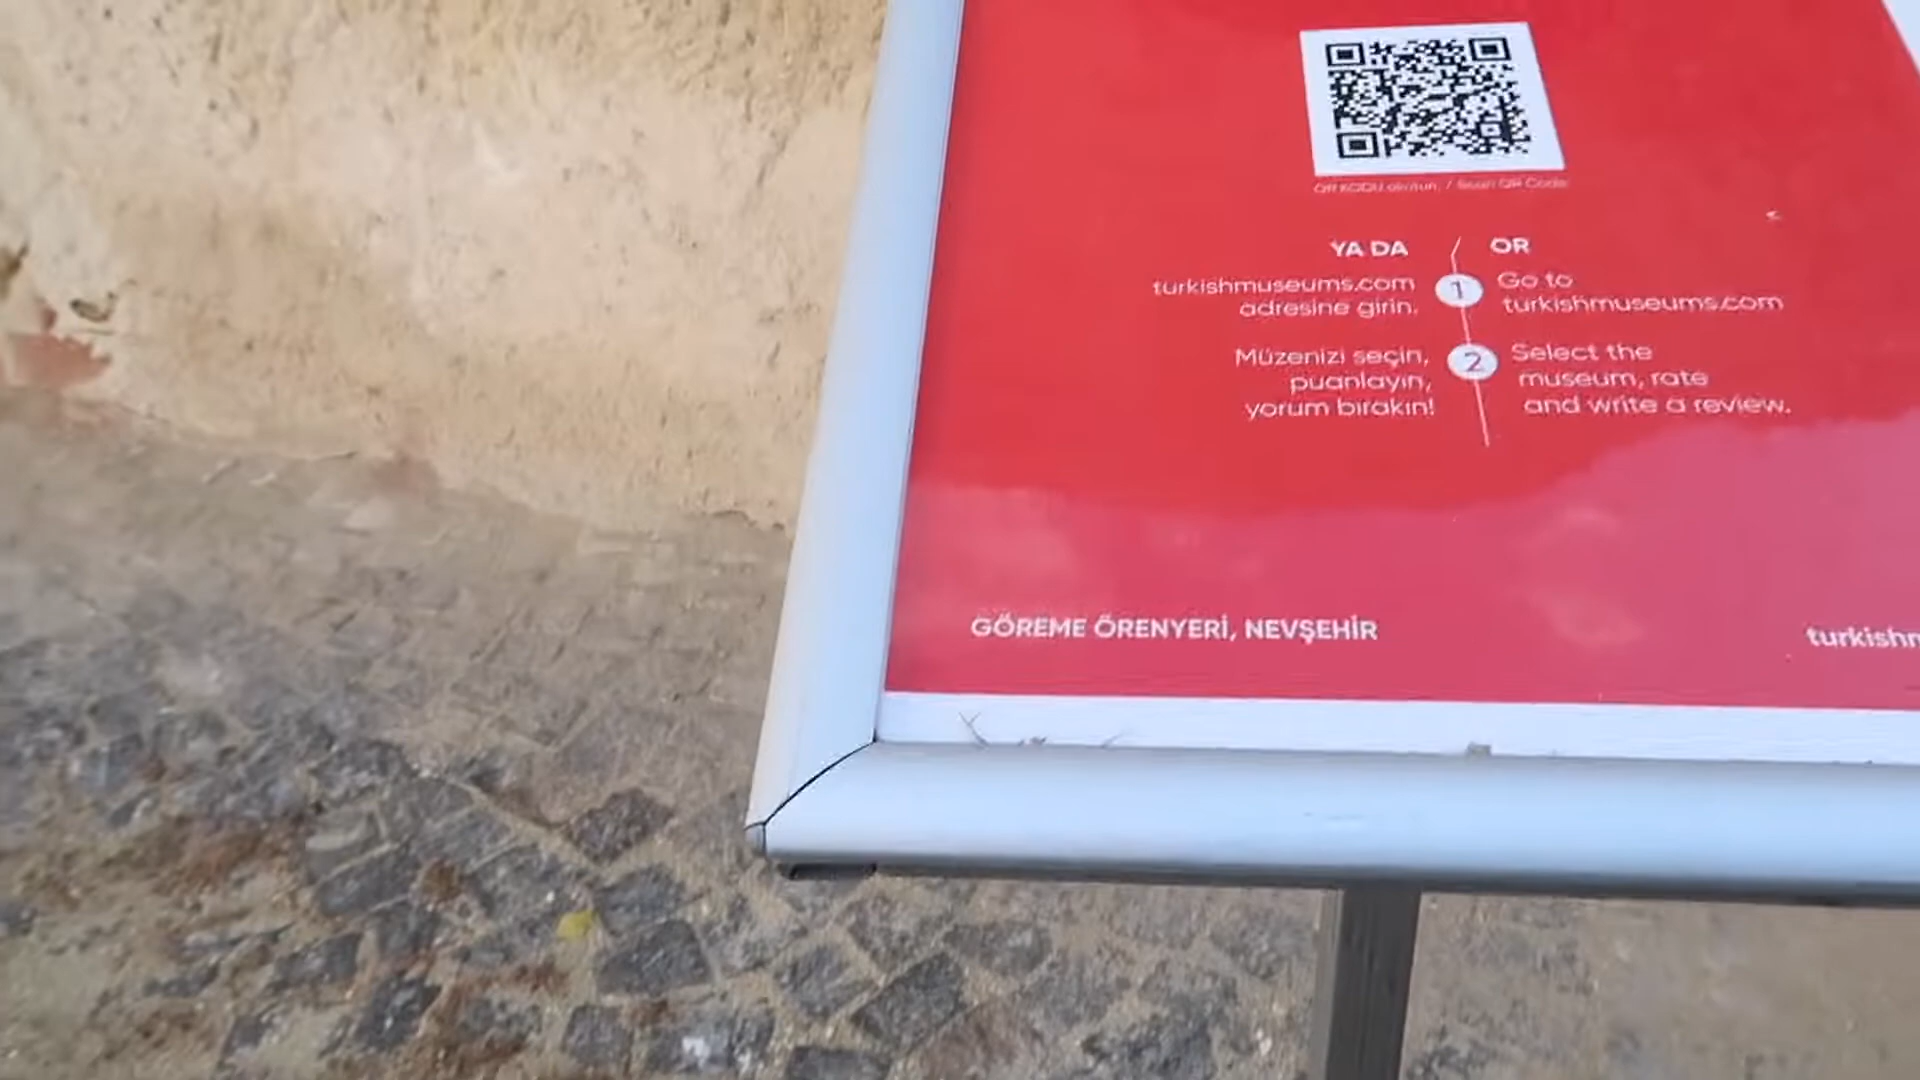 QR KODU okutun. / Scan QR Code.
YA DA
turkishmuseums.com
adresine girin.
1
Müzenizi seçin,
puanlayın,
yorum bırakın!
2
OR
Go to
turkishmuseums.com
Select the
museum, rate
and write a review.
GÖREME ÖRENYERİ, NEVŞEHİR
turkishm